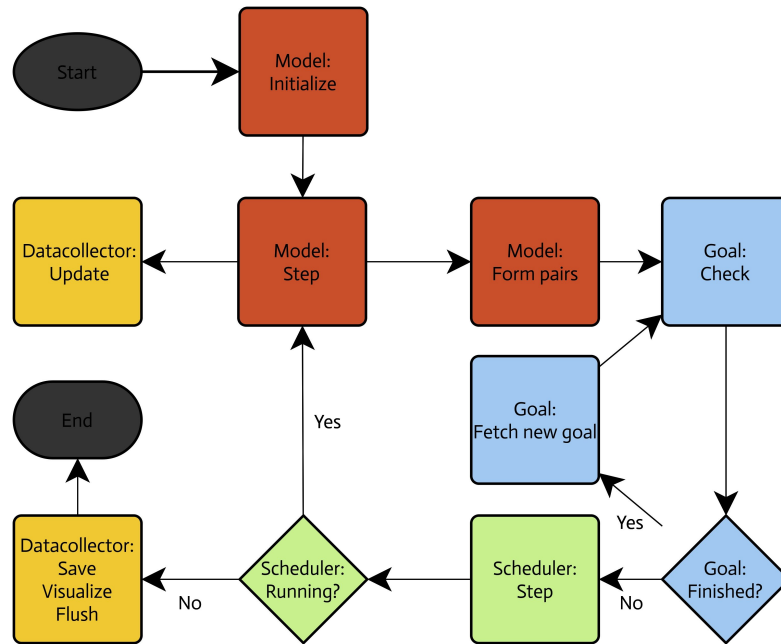 Start
Model:
Initialize
Datacollector:
Update
Model:
Step
Model:
Form pairs
Goal:
Check
End
Yes
Goal:
Fetch new goal
Yes
Datacollector:
Save
Visualize
Flush
No
Scheduler:
Running?
Scheduler:
Step
No
Goal:
Finished?